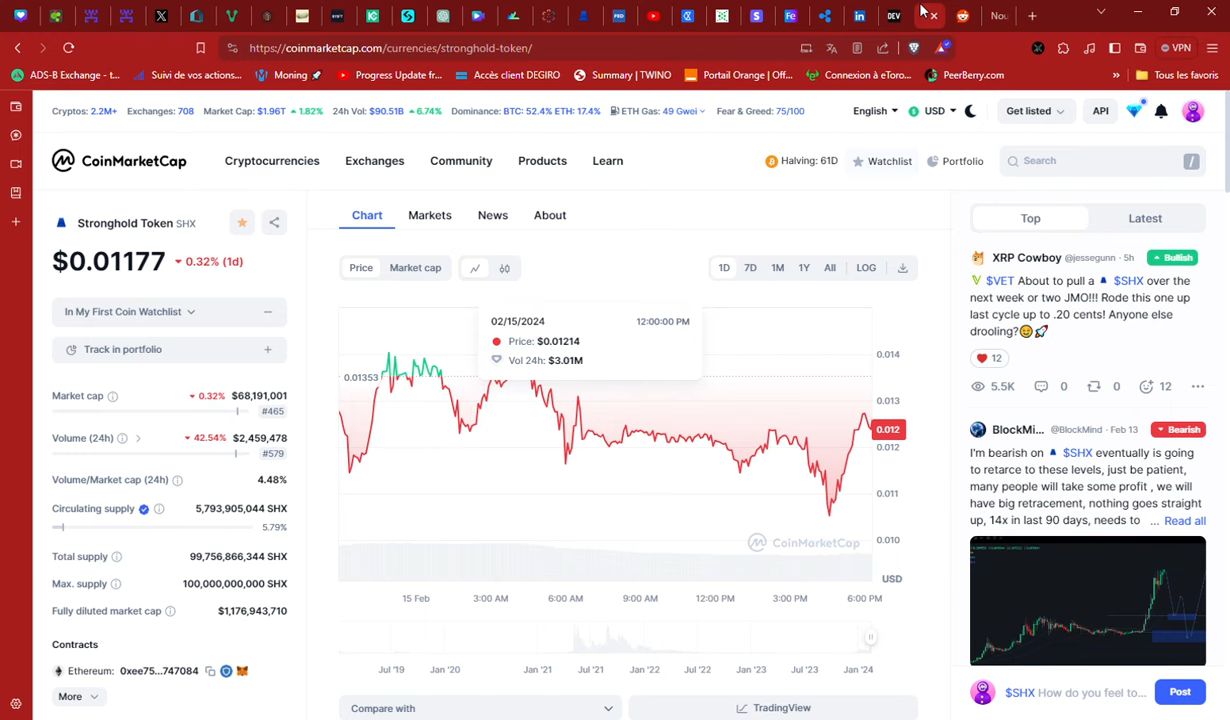 FED
DEV
Nou
https://coinmarketcap.com/currencies/stronghold-token/
VPN
ADS-B Exchange - t...
Suivi de vos actions...
Moning 🚀
Progress Update fr...
Accès client DEGIRO
Summary | TWINO
Portail Orange | Off...
Connexion à eToro...
PeerBerry.com
»
Tous les favoris
Cryptos: 2.2M+ Exchanges: 708 Market Cap: $1.96T 1.82% 24h Vol: $90.51B 6.74% Dominance: BTC: 52.4% ETH: 17.4% ETH Gas: 49 Gwei Fear & Greed: 75/100
English
USD
Get listed
API
CoinMarketCap
Cryptocurrencies
Exchanges
Community
Products
Learn
Halving: 61D
Watchlist
Portfolio
Search
/
Stronghold Token SHX
$0.01177 0.32% (1d)
In My First Coin Watchlist
Track in portfolio
Market cap 0.32% $68,191,001
#465
Volume (24h) 42.54% $2,459,478
#579
Volume/Market cap (24h) 4.48%
Circulating supply 5,793,905,044 SHX
5.79%
Total supply 99,756,866,344 SHX
Max. supply 100,000,000,000 SHX
Fully diluted market cap $1,176,943,710
Contracts
Ethereum: 0xee75...747084
More
Chart
Markets
News
About
Price
Market cap
1D
7D
1M
1Y
All
LOG
02/15/2024 12:00:00 PM
Price: $0.01214
Vol 24h: $3.01M
0.01353
0.014
0.013
0.012
0.012
0.011
0.010
CoinMarketCap
USD
15 Feb
3:00 AM
6:00 AM
9:00 AM
12:00 PM
3:00 PM
6:00 PM
Jul '19
Jan '20
Jan '21
Jul '21
Jan '22
Jul '22
Jan '23
Jul '23
Jan '24
Compare with
TradingView
Top
Latest
XRP Cowboy @jessegunn · 5h Bullish
$VET About to pull a $SHX over the
next week or two JMO!!! Rode this one up
last cycle up to .20 cents! Anyone else
drooling?😋🚀
❤️ 12
5.5K 0 0 12
BlockMi... @BlockMind · Feb 13 Bearish
I'm bearish on $SHX eventually is going
to retarce to these levels, just be patient,
many people will take some profit , we will
have big retracement, nothing goes straight
up, 14x in last 90 days, needs to ... Read all
$SHX How do you feel to...
Post